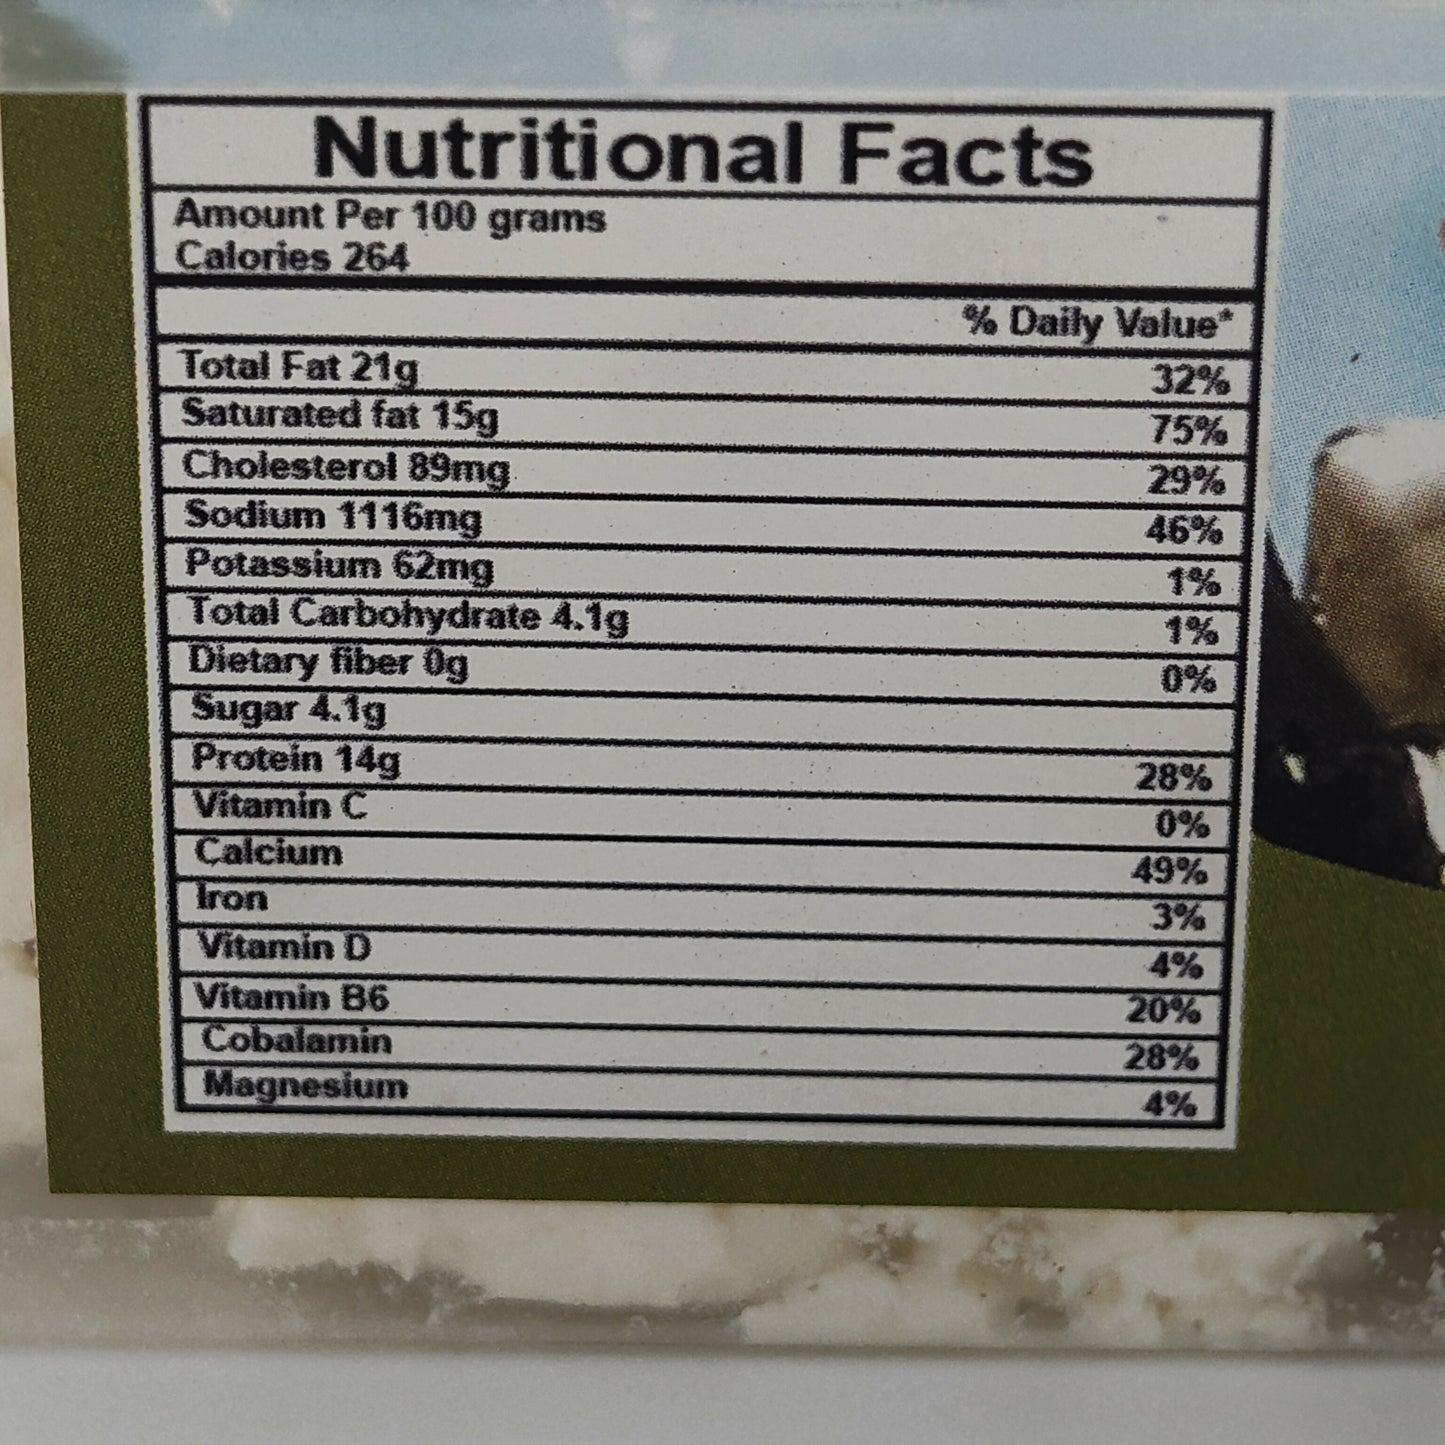 Nutritional Facts
Amount Per 100 grams
Calories 264
% Daily Value*
Total Fat 21g 32%
Saturated fat 15g 75%
Cholesterol 89mg 29%
Sodium 1116mg 46%
Potassium 62mg 1%
Total Carbohydrate 4.1g 1%
Dietary fiber 0g 0%
Sugar 4.1g
Protein 14g 28%
Vitamin C 0%
Calcium 49%
Iron 3%
Vitamin D 4%
Vitamin B6 20%
Cobalamin 28%
Magnesium 4%